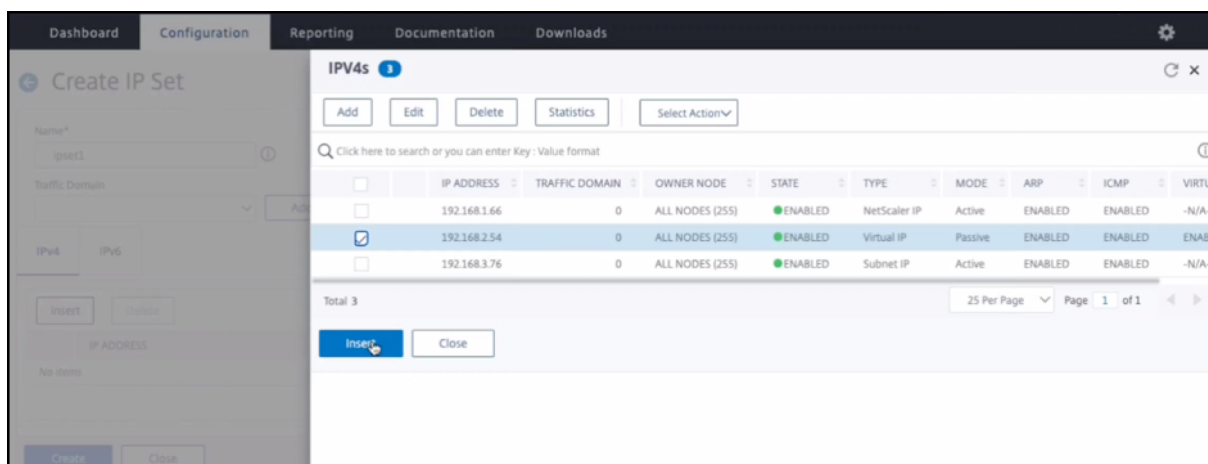 Dashboard Configuration Reporting Documentation Downloads
Create IP Set
Name*
ipset1
Traffic Domain
IPv4 IPv6
Insert Delete
IP ADDRESS
No items
Create Close
IPV4s 3
Add Edit Delete Statistics Select Action
Click here to search or you can enter Key : Value format
IP ADDRESS TRAFFIC DOMAIN OWNER NODE STATE TYPE MODE ARP ICMP VIRTU
192.168.1.66 0 ALL NODES (255) ENABLED NetScaler IP Active ENABLED ENABLED -N/A-
192.168.2.54 0 ALL NODES (255) ENABLED Virtual IP Passive ENABLED ENABLED ENAB
192.168.3.76 0 ALL NODES (255) ENABLED Subnet IP Active ENABLED ENABLED -N/A-
Total 3 25 Per Page Page 1 of 1
Insert Close